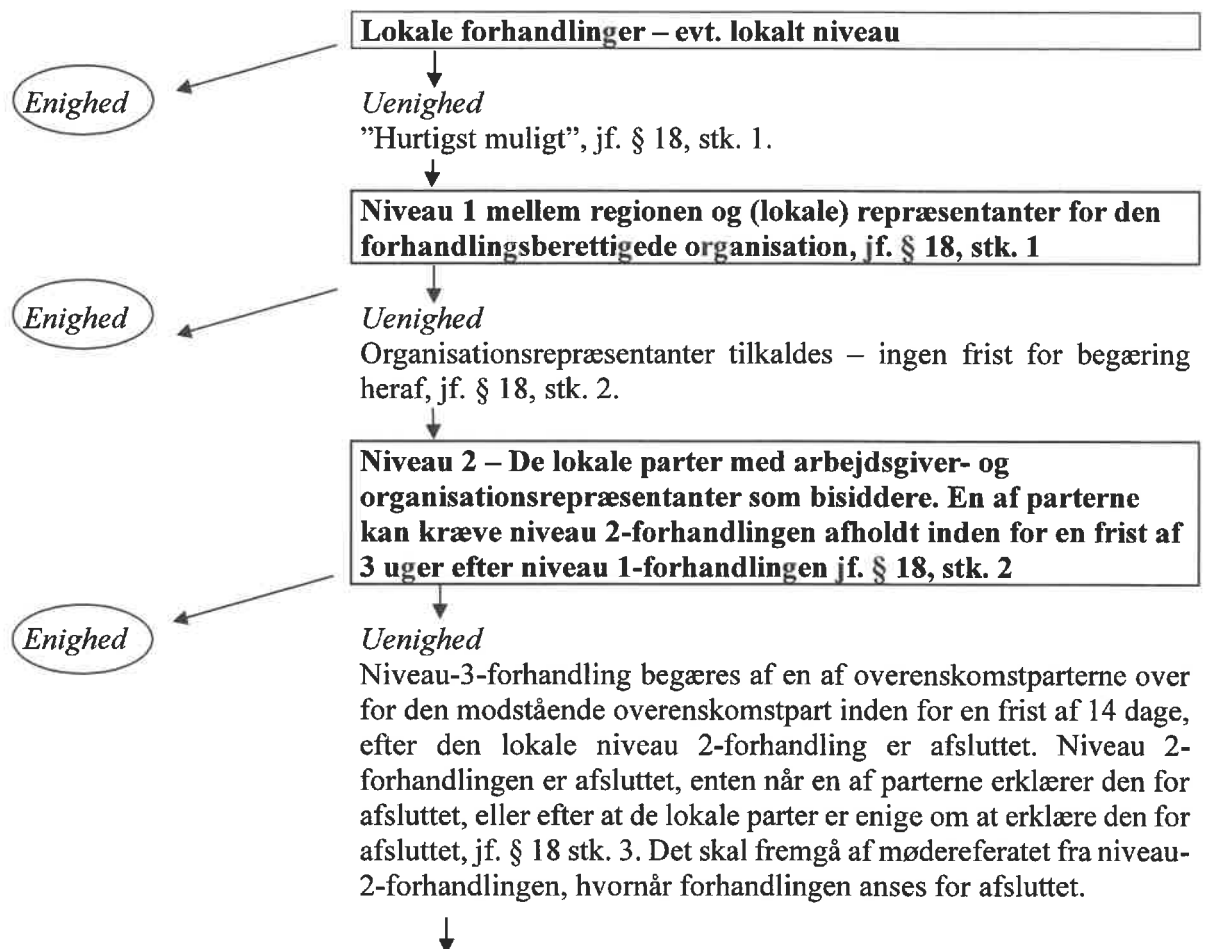 Lokale forhandlinger – evt. lokalt niveau
Enighed
Uenighed
”Hurtigst muligt”, jf. § 18, stk. 1.
Niveau 1 mellem regionen og (lokale) repræsentanter for den
forhandlingsberettigede organisation, jf. § 18, stk. 1
Enighed
Uenighed
Organisationsrepræsentanter tilkaldes – ingen frist for begæring
heraf, jf. § 18, stk. 2.
Niveau 2 – De lokale parter med arbejdsgiver- og
organisationsrepræsentanter som bisiddere. En af parterne
kan kræve niveau 2-forhandlingen afholdt inden for en frist af
3 uger efter niveau 1-forhandlingen jf. § 18, stk. 2
Enighed
Uenighed
Niveau-3-forhandling begæres af en af overenskomstparterne over
for den modstående overenskomstpart inden for en frist af 14 dage,
efter den lokale niveau 2-forhandling er afsluttet. Niveau 2-
forhandlingen er afsluttet, enten når en af parterne erklærer den for
afsluttet, eller efter at de lokale parter er enige om at erklære den for
afsluttet, jf. § 18 stk. 3. Det skal fremgå af mødereferatet fra niveau-
2-forhandlingen, hvornår forhandlingen anses for afsluttet.